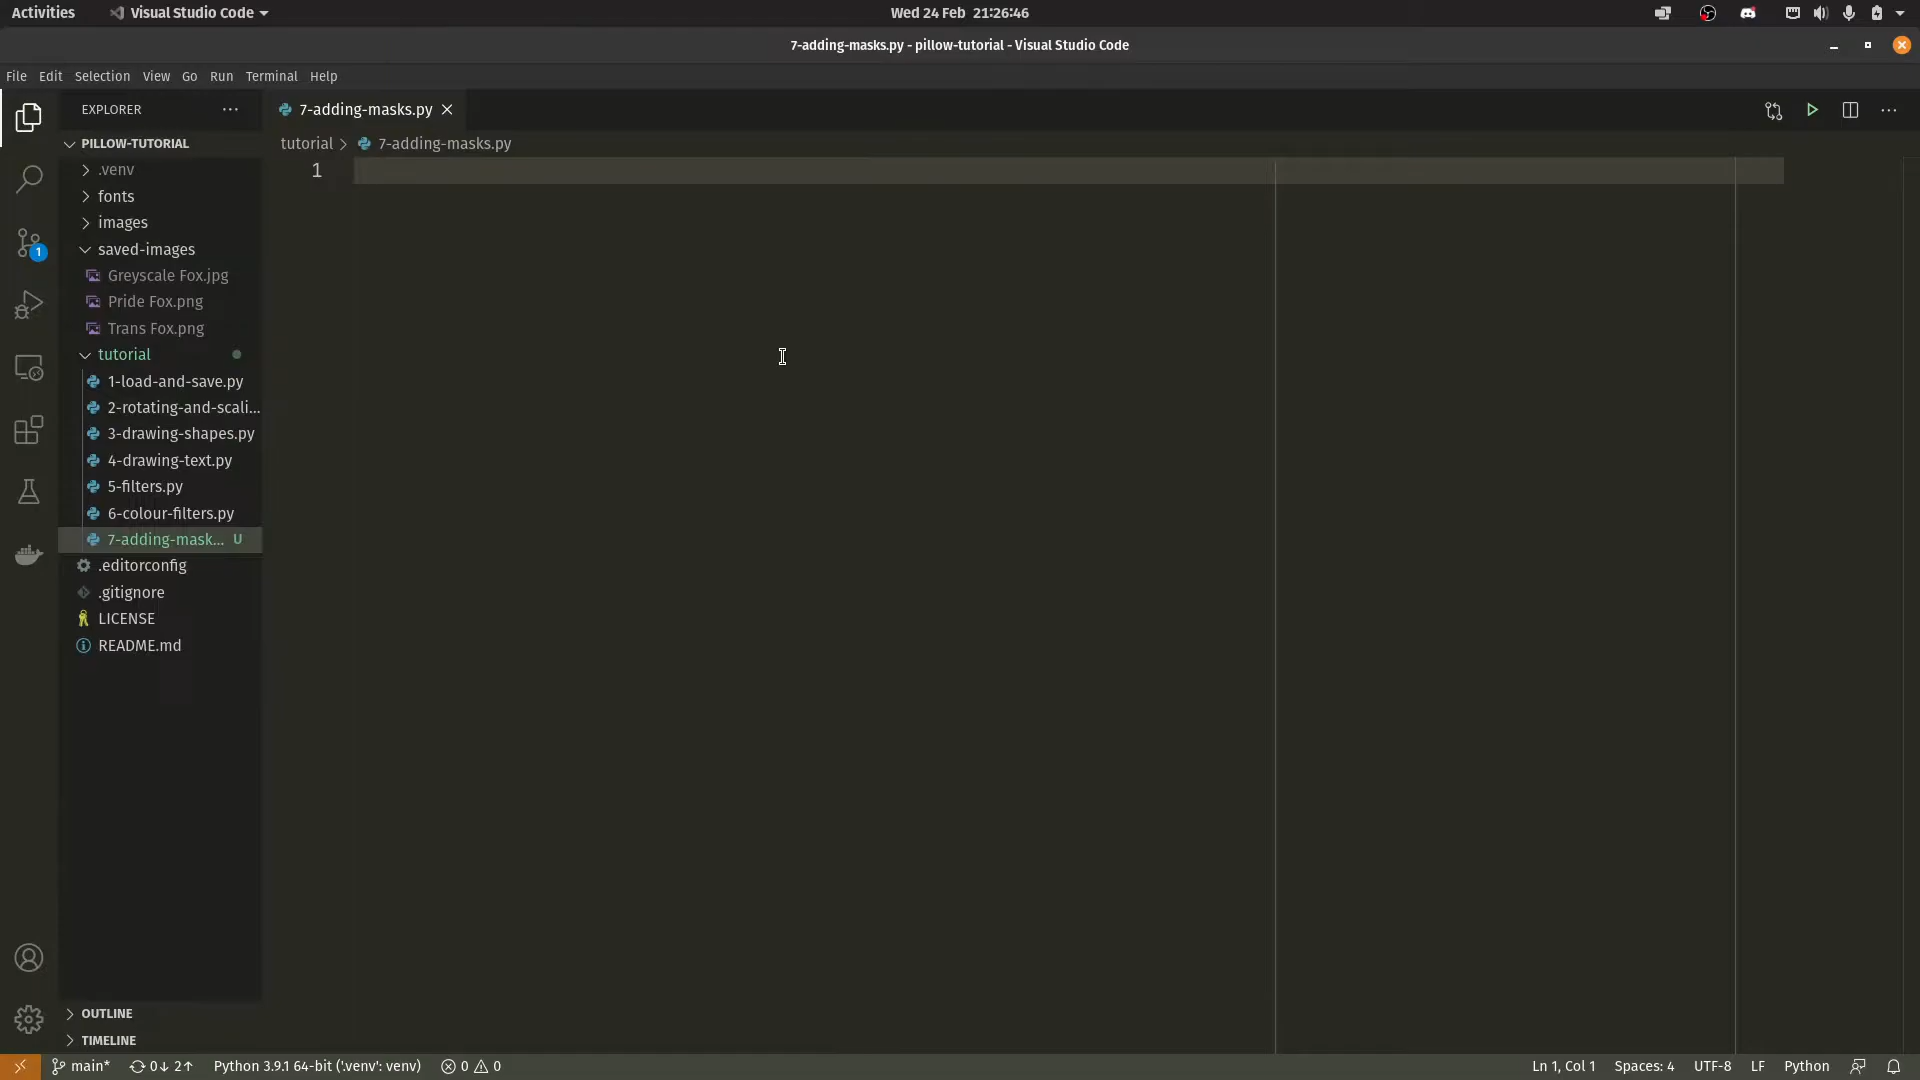 Activities Visual Studio Code Wed 24 Feb 21:26:46
7-adding-masks.py - pillow-tutorial - Visual Studio Code
File Edit Selection View Go Run Terminal Help
EXPLORER
7-adding-masks.py
PILLOW-TUTORIAL
tutorial > 7-adding-masks.py
.venv
1
fonts
images
saved-images
1
Greyscale Fox.jpg
Pride Fox.png
Trans Fox.png
tutorial
1-load-and-save.py
2-rotating-and-scali...
3-drawing-shapes.py
4-drawing-text.py
5-filters.py
6-colour-filters.py
7-adding-mask... U
.editorconfig
.gitignore
LICENSE
README.md
OUTLINE
TIMELINE
main* 0↓ 2↑ Python 3.9.1 64-bit ('.venv': venv) 0 0 Ln 1, Col 1 Spaces: 4 UTF-8 LF Python